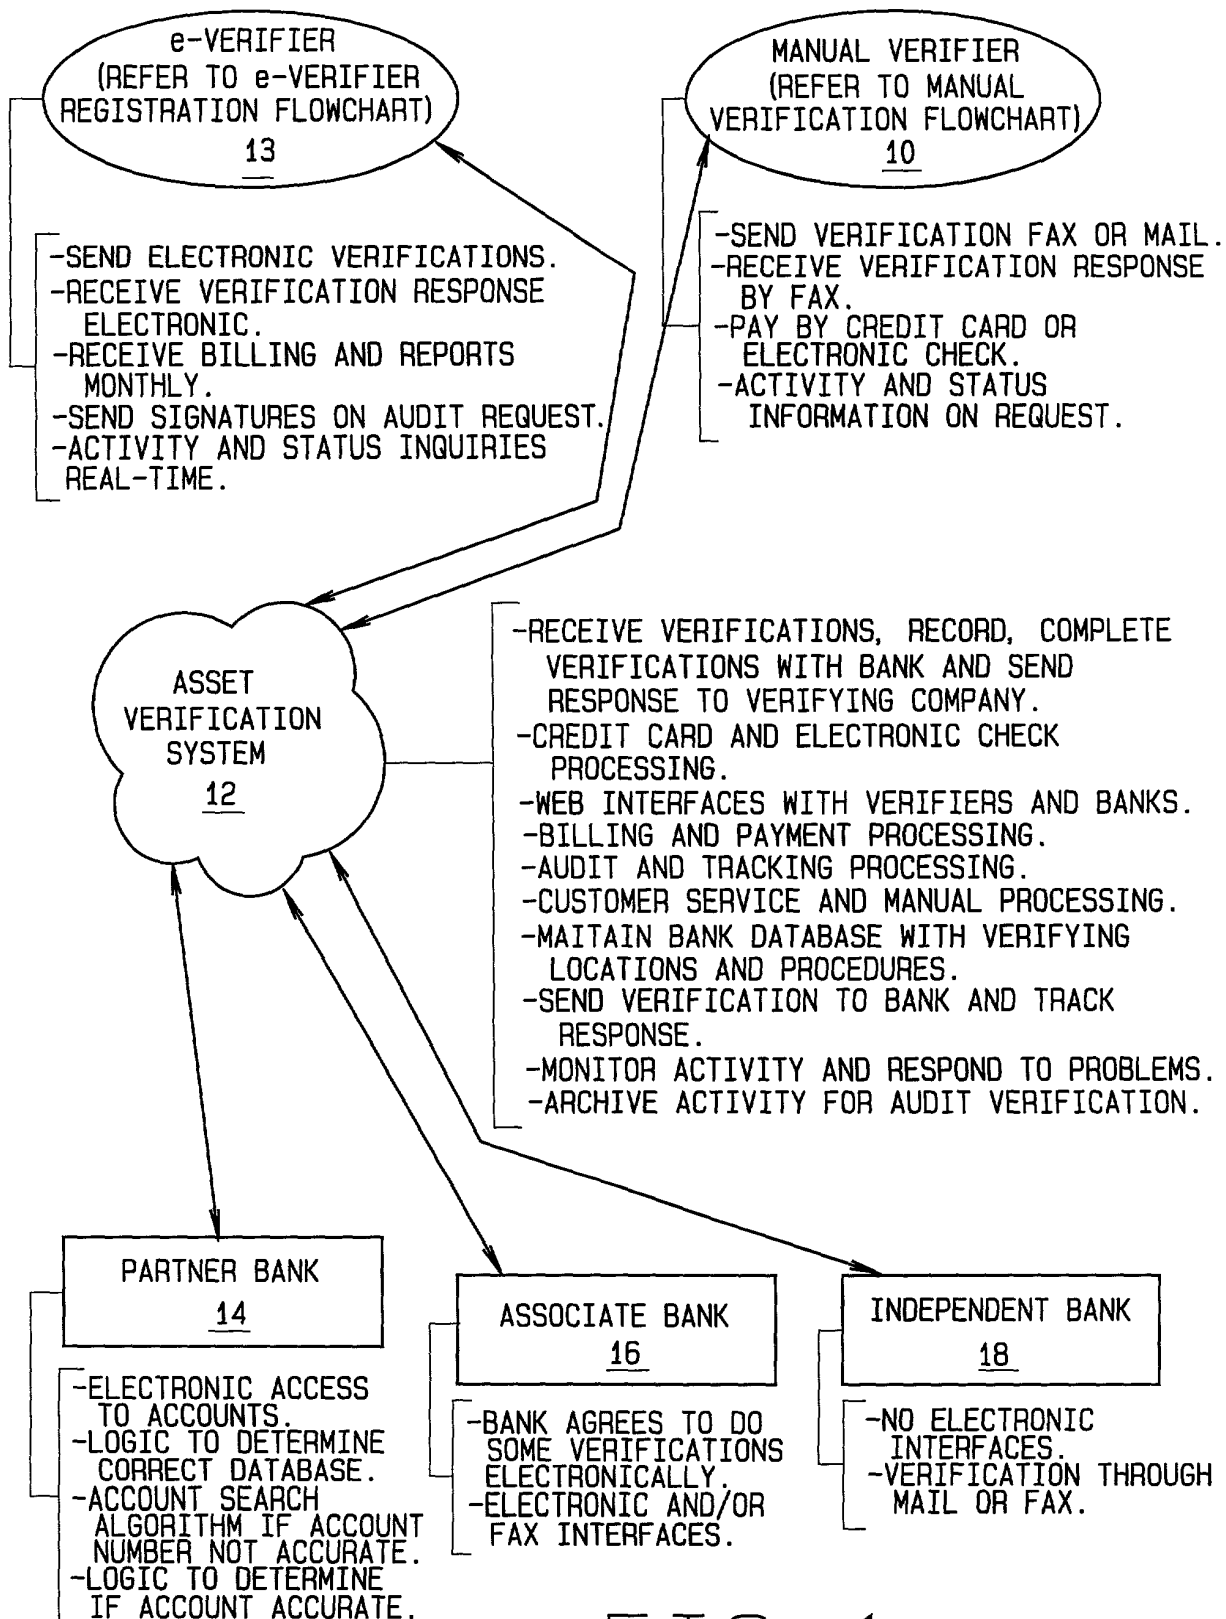 e-VERIFIER
(REFER TO e-VERIFIER
REGISTRATION FLOWCHART)
13
-SEND ELECTRONIC VERIFICATIONS.
-RECEIVE VERIFICATION RESPONSE
ELECTRONIC.
-RECEIVE BILLING AND REPORTS
MONTHLY.
-SEND SIGNATURES ON AUDIT REQUEST.
-ACTIVITY AND STATUS INQUIRIES
REAL-TIME.
MANUAL VERIFIER
(REFER TO MANUAL
VERIFICATION FLOWCHART)
10
-SEND VERIFICATION FAX OR MAIL.
-RECEIVE VERIFICATION RESPONSE
BY FAX.
-PAY BY CREDIT CARD OR
ELECTRONIC CHECK.
-ACTIVITY AND STATUS
INFORMATION ON REQUEST.
ASSET
VERIFICATION
SYSTEM
12
-RECEIVE VERIFICATIONS, RECORD, COMPLETE
VERIFICATIONS WITH BANK AND SEND
RESPONSE TO VERIFYING COMPANY.
-CREDIT CARD AND ELECTRONIC CHECK
PROCESSING.
-WEB INTERFACES WITH VERIFIERS AND BANKS.
-BILLING AND PAYMENT PROCESSING.
-AUDIT AND TRACKING PROCESSING.
-CUSTOMER SERVICE AND MANUAL PROCESSING.
-MAITAIN BANK DATABASE WITH VERIFYING
LOCATIONS AND PROCEDURES.
-SEND VERIFICATION TO BANK AND TRACK
RESPONSE.
-MONITOR ACTIVITY AND RESPOND TO PROBLEMS.
-ARCHIVE ACTIVITY FOR AUDIT VERIFICATION.
PARTNER BANK
14
-ELECTRONIC ACCESS
TO ACCOUNTS.
-LOGIC TO DETERMINE
CORRECT DATABASE.
-ACCOUNT SEARCH
ALGORITHM IF ACCOUNT
NUMBER NOT ACCURATE.
-LOGIC TO DETERMINE
IF ACCOUNT ACCURATE.
ASSOCIATE BANK
16
-BANK AGREES TO DO
SOME VERIFICATIONS
ELECTRONICALLY.
-ELECTRONIC AND/OR
FAX INTERFACES.
INDEPENDENT BANK
18
-NO ELECTRONIC
INTERFACES.
-VERIFICATION THROUGH
MAIL OR FAX.